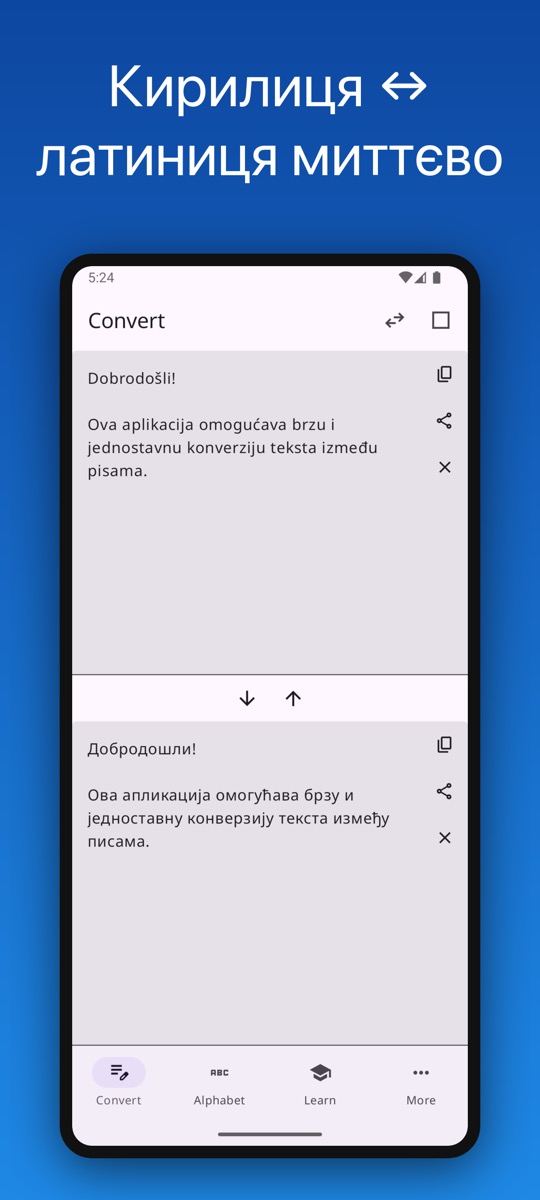 Кирилиця ↔
латиниця миттєво
5:24
Convert
Dobrodošli!
Ova aplikacija omogućava brzu i
jednostavnu konverziju teksta između
pisama.
Добродошли!
Ова апликација омогућава брзу и
једноставну конверзију текста између
писама.
ABC
Convert
Alphabet
Learn
More